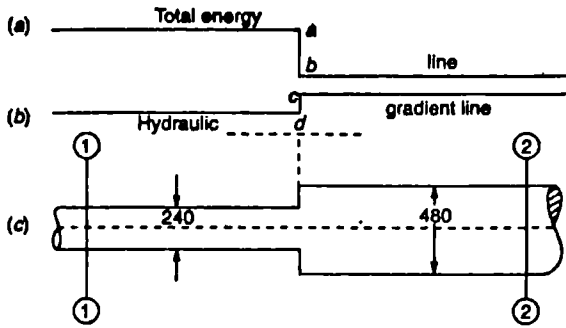 (a) Total energy a
b line
c
(b) Hydraulic d gradient line
1 2
(c) 240 480
1 2